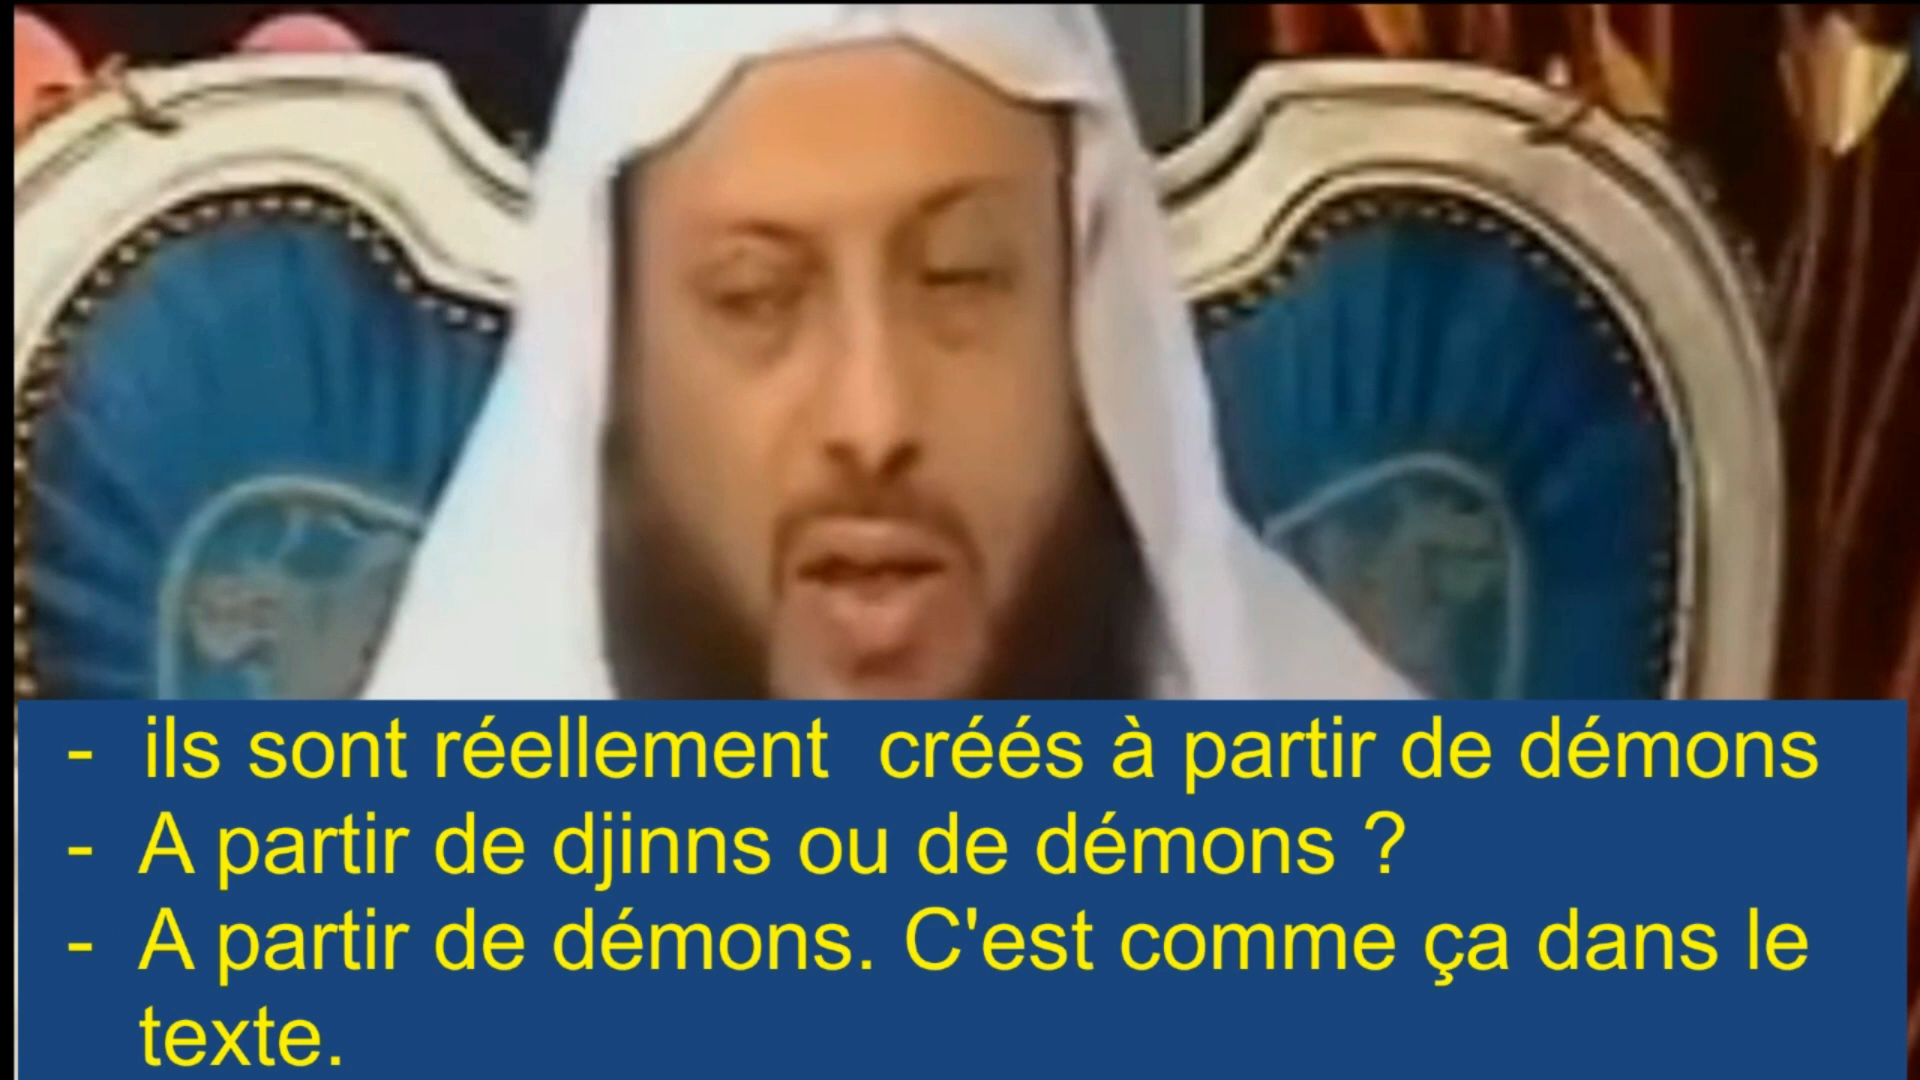 - ils sont réellement créés à partir de démons
- A partir de djinns ou de démons ?
- A partir de démons. C'est comme ça dans le
texte.